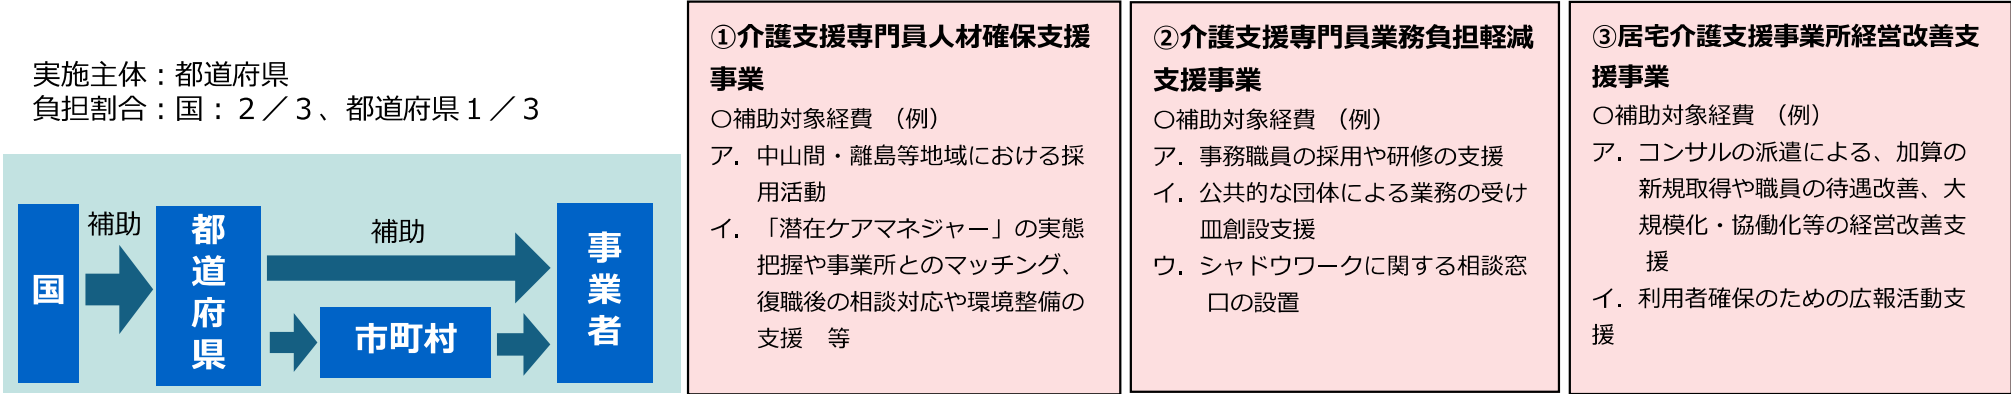 実施主体：都道府県
負担割合：国：２／３、都道府県１／３
国
補助
都道府県
補助
市町村
事業者
①介護支援専門員人材確保支援
事業
○補助対象経費　（例）
ア．中山間・離島等地域における採
用活動
イ．「潜在ケアマネジャー」の実態
把握や事業所とのマッチング、
復職後の相談対応や環境整備の
支援　等
②介護支援専門員業務負担軽減
支援事業
○補助対象経費　（例）
ア．事務職員の採用や研修の支援
イ．公共的な団体による業務の受け
皿創設支援
ウ．シャドウワークに関する相談窓
口の設置
③居宅介護支援事業所経営改善支
援事業
○補助対象経費　（例）
ア．コンサルの派遣による、加算の
新規取得や職員の待遇改善、大
規模化・協働化等の経営改善支
援
イ．利用者確保のための広報活動支
援